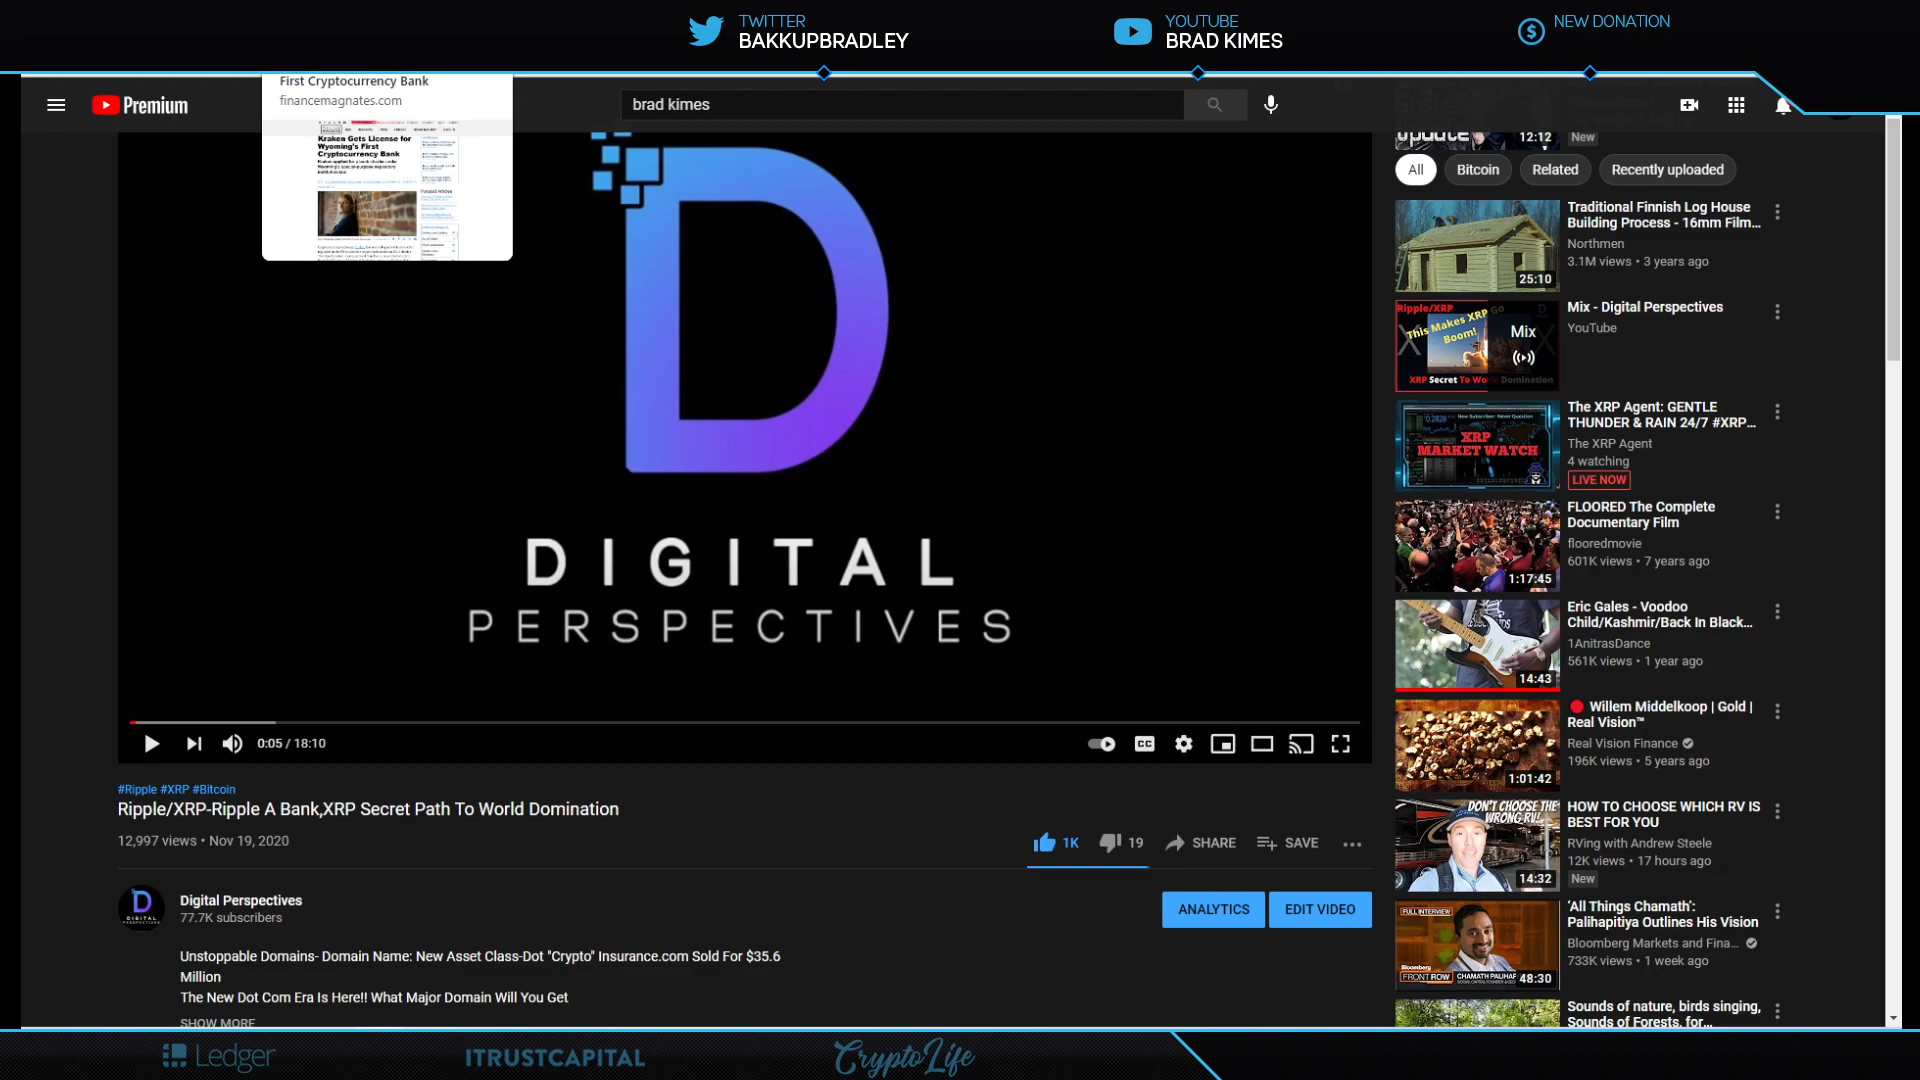 TWITTER
BAKKUPBRADLEY
YOUTUBE
BRAD KIMES
NEW DONATION
Premium
First Cryptocurrency Bank
financemagnates.com
Kraken Gets License for
Wyoming's First
Cryptocurrency Bank
brad kimes
update
12:12
New
All
Bitcoin
Related
Recently uploaded
DIGITAL
PERSPECTIVES
0:05 / 18:10
CC
#Ripple #XRP #Bitcoin
Ripple/XRP-Ripple A Bank,XRP Secret Path To World Domination
12,997 views • Nov 19, 2020
1K
19
SHARE
SAVE
Digital Perspectives
77.7K subscribers
ANALYTICS
EDIT VIDEO
Unstoppable Domains- Domain Name: New Asset Class-Dot "Crypto" Insurance.com Sold For $35.6
Million
The New Dot Com Era Is Here!! What Major Domain Will You Get
SHOW MORE
Traditional Finnish Log House
Building Process - 16mm Film...
Northmen
3.1M views • 3 years ago
25:10
Ripple/XRP
This Makes XRP Go
Boom!
Mix
XRP Secret To World Domination
Mix - Digital Perspectives
YouTube
XRP
MARKET WATCH
The XRP Agent: GENTLE
THUNDER & RAIN 24/7 #XRP...
The XRP Agent
4 watching
LIVE NOW
FLOORED The Complete
Documentary Film
flooredmovie
601K views • 7 years ago
1:17:45
Eric Gales - Voodoo
Child/Kashmir/Back In Black...
1AnitrasDance
561K views • 1 year ago
14:43
Willem Middelkoop | Gold |
Real Vision™
Real Vision Finance
196K views • 5 years ago
1:01:42
DON'T CHOOSE THE
WRONG RV!
HOW TO CHOOSE WHICH RV IS
BEST FOR YOU
RVing with Andrew Steele
12K views • 17 hours ago
New
14:32
FULL INTERVIEW
Bloomberg
FRONT ROW
CHAMATH PALIHAP
48:30
'All Things Chamath':
Palihapitiya Outlines His Vision
Bloomberg Markets and Fina...
733K views • 1 week ago
Sounds of nature, birds singing,
Sounds of Forests, for...
Ledger
ITRUSTCAPITAL
CryptoLife